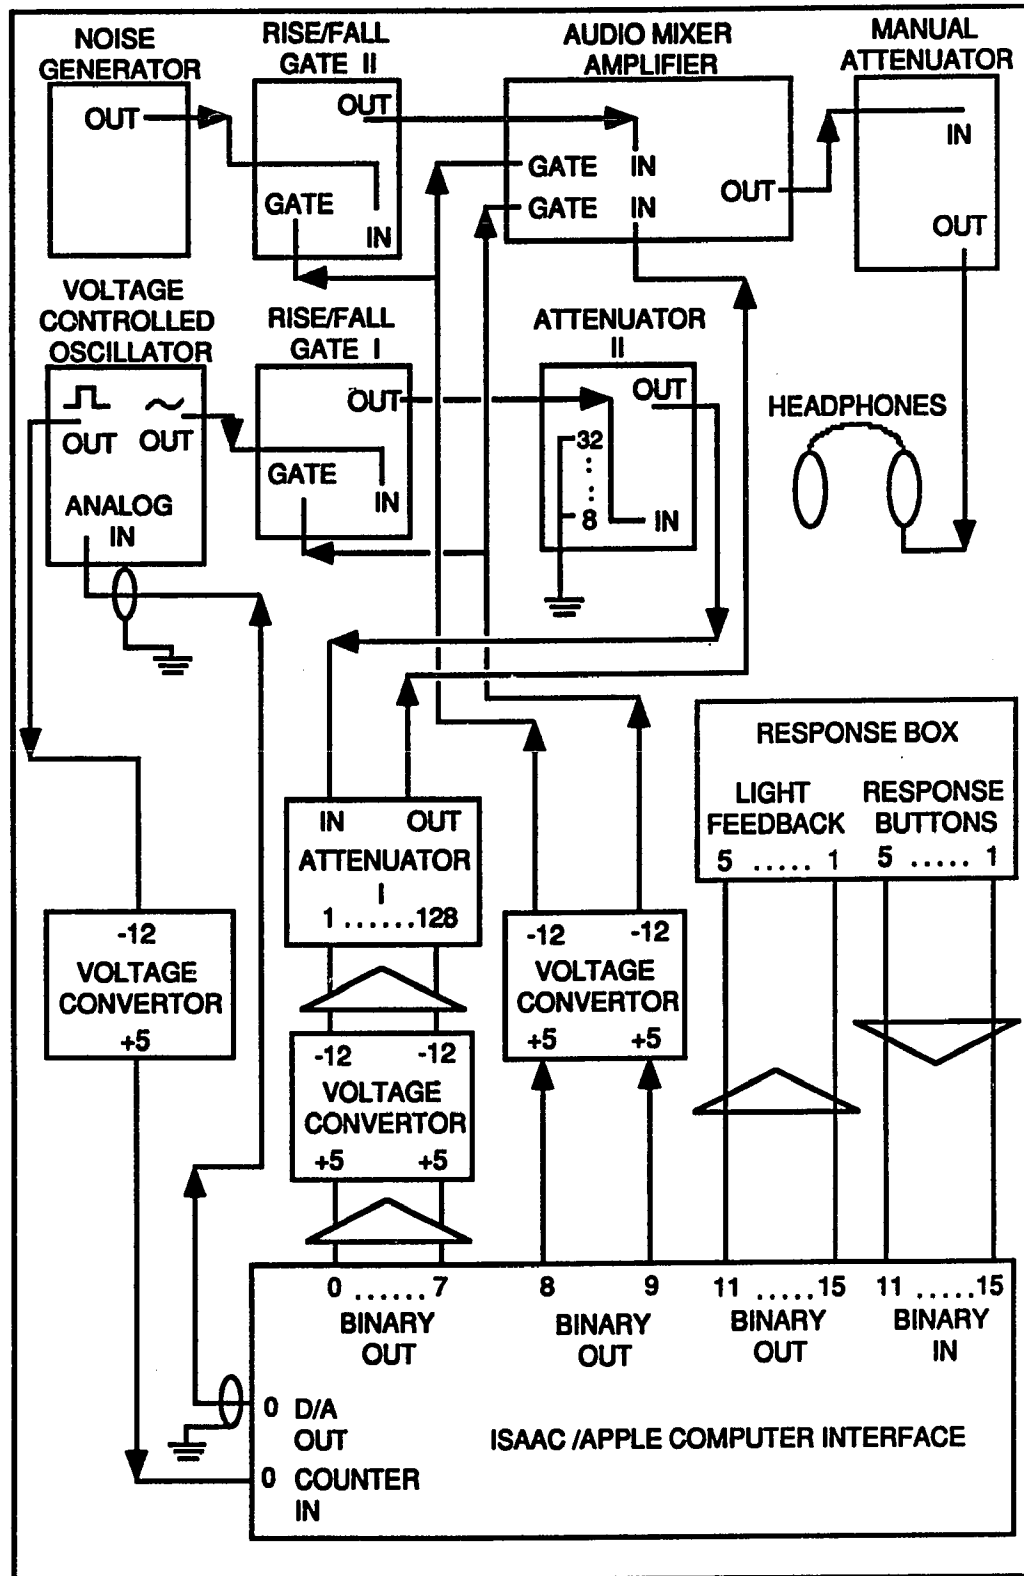 NOISE
GENERATOR
OUT
RISE/FALL
GATE II
OUT
GATE
IN
AUDIO MIXER
AMPLIFIER
GATE IN
GATE IN
OUT
MANUAL
ATTENUATOR
IN
OUT
VOLTAGE
CONTROLLED
OSCILLATOR
OUT OUT
ANALOG
IN
RISE/FALL
GATE I
OUT
GATE
IN
ATTENUATOR
II
OUT
32
:
:
8
IN
HEADPHONES
RESPONSE BOX
LIGHT
FEEDBACK
5 ..... 1
RESPONSE
BUTTONS
5 ..... 1
IN OUT
ATTENUATOR
I
1 ......128
-12
VOLTAGE
CONVERTOR
+5
-12 -12
VOLTAGE
CONVERTOR
+5 +5
-12 -12
VOLTAGE
CONVERTOR
+5 +5
0 ...... 7
BINARY
OUT
8 9
BINARY
OUT
11 .....15
BINARY
OUT
11 .....15
BINARY
IN
0 D/A
OUT
0 COUNTER
IN
ISAAC /APPLE COMPUTER INTERFACE